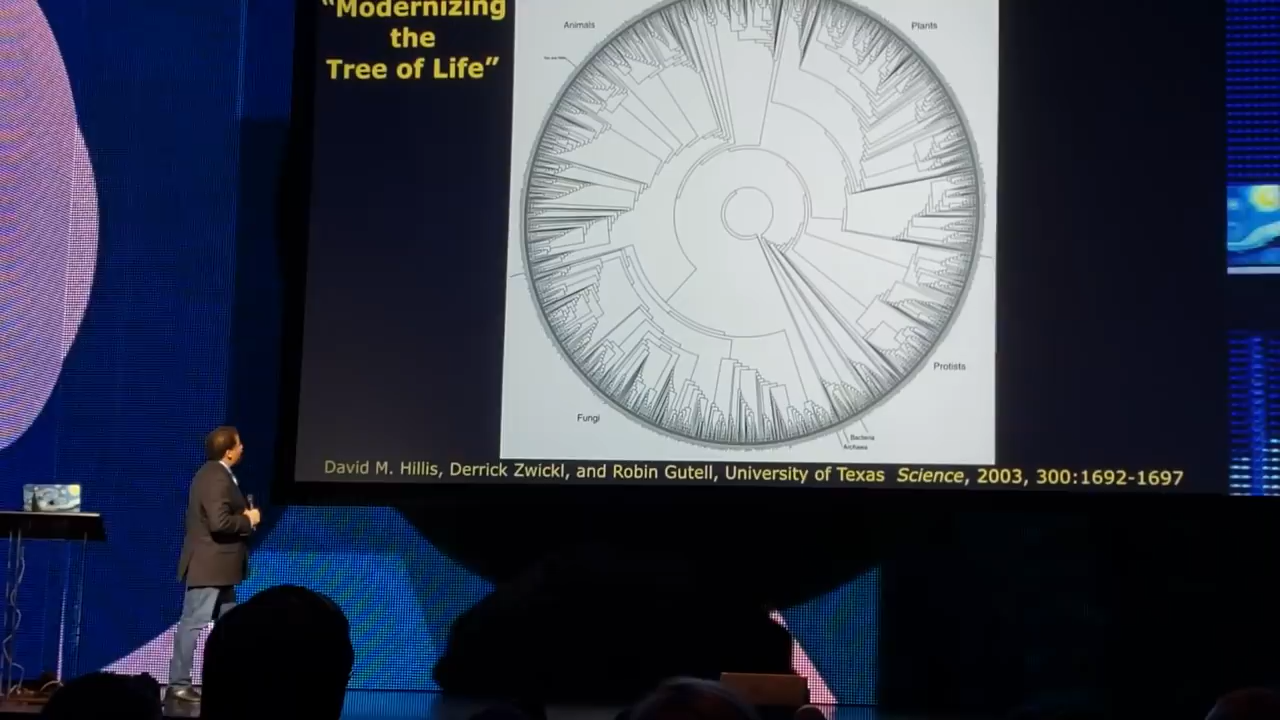 "Modernizing
the
Tree of Life"
Animals
Plants
Protists
Fungi
Bacteria
Archaea
David M. Hillis, Derrick Zwickl, and Robin Gutell, University of Texas Science, 2003, 300:1692-1697